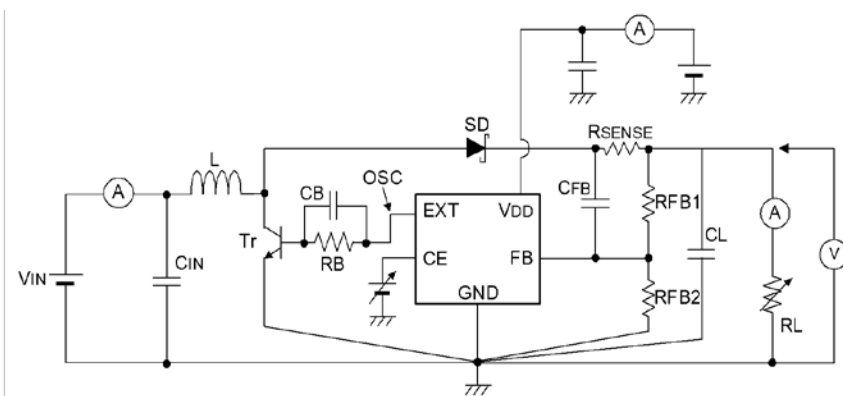 A
SD
RSENSE
L
OSC
A
CB
CFB
EXT
VDD
RFB1
A
Tr
CL
RB
CE
FB
V
VIN
CIN
GND
RFB2
RL